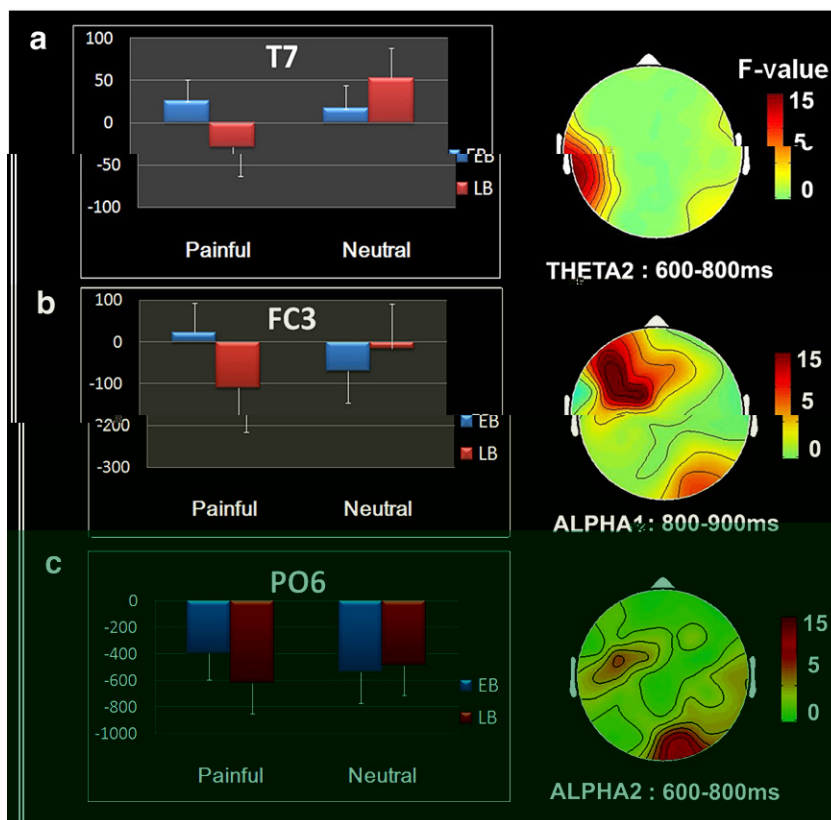 a
T7
100
50
0
-50
-100
EB
LB
Painful Neutral
F-value
15
5
0
THETA2 : 600-800ms
b
FC3
100
0
-100
-200
-300
EB
LB
Painful Neutral
15
5
0
ALPHA1: 800-900ms
c
PO6
0
-200
-400
-600
-800
-1000
EB
LB
Painful Neutral
15
5
0
ALPHA2 : 600-800ms